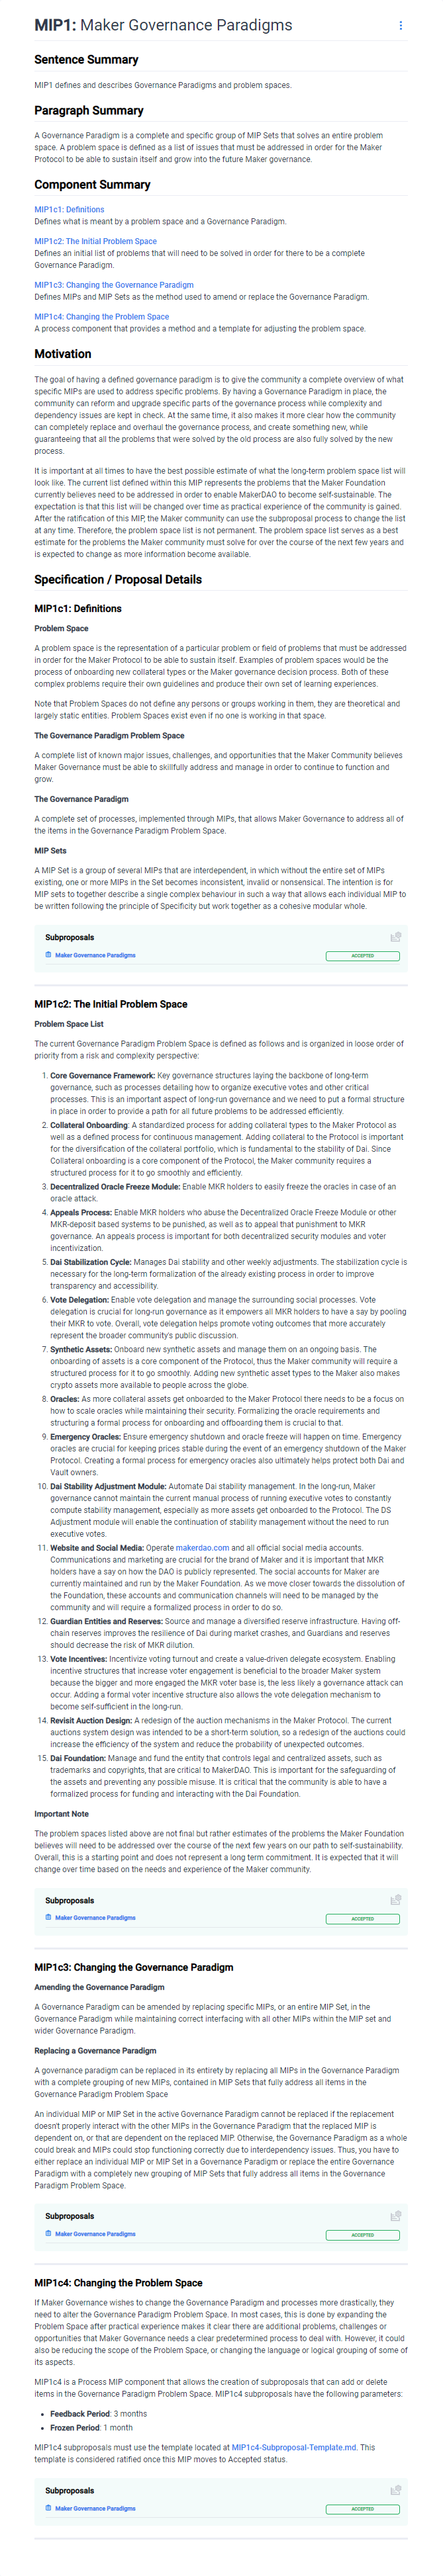 MIP1: Maker Governance Paradigms
Sentence Summary
MIP1 defines and describes Governance Paradigms and problem spaces.
Paragraph Summary
A Governance Paradigm is a complete and specific group of MIP Sets that solves an entire problem
space. A problem space is defined as a list of issues that must be addressed in order for the Maker
Protocol to be able to sustain itself and grow into the future Maker governance.
Component Summary
MIP1c1: Definitions
Defines what is meant by a problem space and a Governance Paradigm.
MIP1c2: The Initial Problem Space
Defines an initial list of problems that will need to be solved in order for there to be a complete
Governance Paradigm.
MIP1c3: Changing the Governance Paradigm
Defines MIPs and MIP Sets as the method used to amend or replace the Governance Paradigm.
MIP1c4: Changing the Problem Space
A process component that provides a method and a template for adjusting the problem space.
Motivation
The goal of having a defined governance paradigm is to give the community a complete overview of what
specific MIPs are used to address specific problems. By having a Governance Paradigm in place, the
community can reform and upgrade specific parts of the governance process while complexity and
dependency issues are kept in check. At the same time, it also makes it more clear how the community
can completely replace and overhaul the governance process, and create something new, while
guaranteeing that all the problems that were solved by the old process are also fully solved by the new
process.
It is important at all times to have the best possible estimate of what the long-term problem space list will
look like. The current list defined within this MIP represents the problems that the Maker Foundation
currently believes need to be addressed in order to enable MakerDAO to become self-sustainable. The
expectation is that this list will be changed over time as practical experience of the community is gained.
After the ratification of this MIP, the Maker community can use the subproposal process to change the list
at any time. Therefore, the problem space list is not permanent. The problem space list serves as a best
estimate for the problems the Maker community must solve for over the course of the next few years and
is expected to change as more information become available.
Specification / Proposal Details
MIP1c1: Definitions
Problem Space
A problem space is the representation of a particular problem or field of problems that must be addressed
in order for the Maker Protocol to be able to sustain itself. Examples of problem spaces would be the
process of onboarding new collateral types or the Maker governance decision process. Both of these
complex problems require their own guidelines and produce their own set of learning experiences.
Note that Problem Spaces do not define any persons or groups working in them, they are theoretical and
largely static entities. Problem Spaces exist even if no one is working in that space.
The Governance Paradigm Problem Space
A complete list of known major issues, challenges, and opportunities that the Maker Community believes
Maker Governance must be able to skillfully address and manage in order to continue to function and
grow.
The Governance Paradigm
A complete set of processes, implemented through MIPs, that allows Maker Governance to address all of
the items in the Governance Paradigm Problem Space.
MIP Sets
A MIP Set is a group of several MIPs that are interdependent, in which without the entire set of MIPs
existing, one or more MIPs in the Set becomes inconsistent, invalid or nonsensical. The intention is for
MIP sets to together describe a single complex behaviour in such a way that allows each individual MIP to
be written following the principle of Specificity but work together as a cohesive modular whole.
Subproposals
Maker Governance Paradigms ACCEPTED
MIP1c2: The Initial Problem Space
Problem Space List
The current Governance Paradigm Problem Space is defined as follows and is organized in loose order of
priority from a risk and complexity perspective:
1. Core Governance Framework: Key governance structures laying the backbone of long-term
governance, such as processes detailing how to organize executive votes and other critical
processes. This is an important aspect of long-run governance and we need to put a formal structure
in place in order to provide a path for all future problems to be addressed efficiently.
2. Collateral Onboarding: A standardized process for adding collateral types to the Maker Protocol as
well as a defined process for continuous management. Adding collateral to the Protocol is important
for the diversification of the collateral portfolio, which is fundamental to the stability of Dai. Since
Collateral onboarding is a core component of the Protocol, the Maker community requires a
structured process for it to go smoothly and efficiently.
3. Decentralized Oracle Freeze Module: Enable MKR holders to easily freeze the oracles in case of an
oracle attack.
4. Appeals Process: Enable MKR holders who abuse the Decentralized Oracle Freeze Module or other
MKR-deposit based systems to be punished, as well as to appeal that punishment to MKR
governance. An appeals process is important for both decentralized security modules and voter
incentivization.
5. Dai Stabilization Cycle: Manages Dai stability and other weekly adjustments. The stabilization cycle is
necessary for the long-term formalization of the already existing process in order to improve
transparency and accessibility.
6. Vote Delegation: Enable vote delegation and manage the surrounding social processes. Vote
delegation is crucial for long-run governance as it empowers all MKR holders to have a say by pooling
their MKR to vote. Overall, vote delegation helps promote voting outcomes that more accurately
represent the broader community's public discussion.
7. Synthetic Assets: Onboard new synthetic assets and manage them on an ongoing basis. The
onboarding of assets is a core component of the Protocol, thus the Maker community will require a
structured process for it to go smoothly. Adding new synthetic asset types to the Maker also makes
crypto assets more available to people across the globe.
8. Oracles: As more collateral assets get onboarded to the Maker Protocol there needs to be a focus on
how to scale oracles while maintaining their security. Formalizing the oracle requirements and
structuring a formal process for onboarding and offboarding them is crucial to that.
9. Emergency Oracles: Ensure emergency shutdown and oracle freeze will happen on time. Emergency
oracles are crucial for keeping prices stable during the event of an emergency shutdown of the Maker
Protocol. Creating a formal process for emergency oracles also ultimately helps protect both Dai and
Vault owners.
10. Dai Stability Adjustment Module: Automate Dai stability management. In the long-run, Maker
governance cannot maintain the current manual process of running executive votes to constantly
compute stability management, especially as more assets get onboarded to the Protocol. The DS
Adjustment module will enable the continuation of stability management without the need to run
executive votes.
11. Website and Social Media: Operate makerdao.com and all official social media accounts.
Communications and marketing are crucial for the brand of Maker and it is important that MKR
holders have a say on how the DAO is publicly represented. The social accounts for Maker are
currently maintained and run by the Maker Foundation. As we move closer towards the dissolution of
the Foundation, these accounts and communication channels will need to be managed by the
community and will require a formalized process in order to do so.
12. Guardian Entities and Reserves: Source and manage a diversified reserve infrastructure. Having off-
chain reserves improves the resilience of Dai during market crashes, and Guardians and reserves
should decrease the risk of MKR dilution.
13. Vote Incentives: Incentivize voting turnout and create a value-driven delegate ecosystem. Enabling
incentive structures that increase voter engagement is beneficial to the broader Maker system
because the bigger and more engaged the MKR voter base is, the less likely a governance attack can
occur. Adding a formal voter incentive structure also allows the vote delegation mechanism to
become self-sufficient in the long-run.
14. Revisit Auction Design: A redesign of the auction mechanisms in the Maker Protocol. The current
auctions system design was intended to be a short-term solution, so a redesign of the auctions could
increase the efficiency of the system and reduce the probability of unexpected outcomes.
15. Dai Foundation: Manage and fund the entity that controls legal and centralized assets, such as
trademarks and copyrights, that are critical to MakerDAO. This is important for the safeguarding of
the assets and preventing any possible misuse. It is critical that the community is able to have a
formalized process for funding and interacting with the Dai Foundation.
Important Note
The problem spaces listed above are not final but rather estimates of the problems the Maker Foundation
believes will need to be addressed over the course of the next few years on our path to self-sustainability.
Overall, this is a starting point and does not represent a long term commitment. It is expected that it will
change over time based on the needs and experience of the Maker community.
Subproposals
Maker Governance Paradigms ACCEPTED
MIP1c3: Changing the Governance Paradigm
Amending the Governance Paradigm
A Governance Paradigm can be amended by replacing specific MIPs, or an entire MIP Set, in the
Governance Paradigm while maintaining correct interfacing with all other MIPs within the MIP set and
wider Governance Paradigm.
Replacing a Governance Paradigm
A governance paradigm can be replaced in its entirety by replacing all MIPs in the Governance Paradigm
with a complete grouping of new MIPs, contained in MIP Sets that fully address all items in the
Governance Paradigm Problem Space
An individual MIP or MIP Set in the active Governance Paradigm cannot be replaced if the replacement
doesn't properly interact with the other MIPs in the Governance Paradigm that the replaced MIP is
dependent on, or that are dependent on the replaced MIP. Otherwise, the Governance Paradigm as a whole
could break and MIPs could stop functioning correctly due to interdependency issues. Thus, you have to
either replace an individual MIP or MIP Set in a Governance Paradigm or replace the entire Governance
Paradigm with a completely new grouping of MIP Sets that fully address all items in the Governance
Paradigm Problem Space.
Subproposals
Maker Governance Paradigms ACCEPTED
MIP1c4: Changing the Problem Space
If Maker Governance wishes to change the Governance Paradigm and processes more drastically, they
need to alter the Governance Paradigm Problem Space. In most cases, this is done by expanding the
Problem Space after practical experience makes it clear there are additional problems, challenges or
opportunities that Maker Governance needs a clear predetermined process to deal with. However, it could
also be reducing the scope of the Problem Space, or changing the language or logical grouping of some of
its aspects.
MIP1c4 is a Process MIP component that allows the creation of subproposals that can add or delete
items in the Governance Paradigm Problem Space. MIP1c4 subproposals have the following parameters:
• Feedback Period: 3 months
• Frozen Period: 1 month
MIP1c4 subproposals must use the template located at MIP1c4-Subproposal-Template.md. This
template is considered ratified once this MIP moves to Accepted status.
Subproposals
Maker Governance Paradigms ACCEPTED